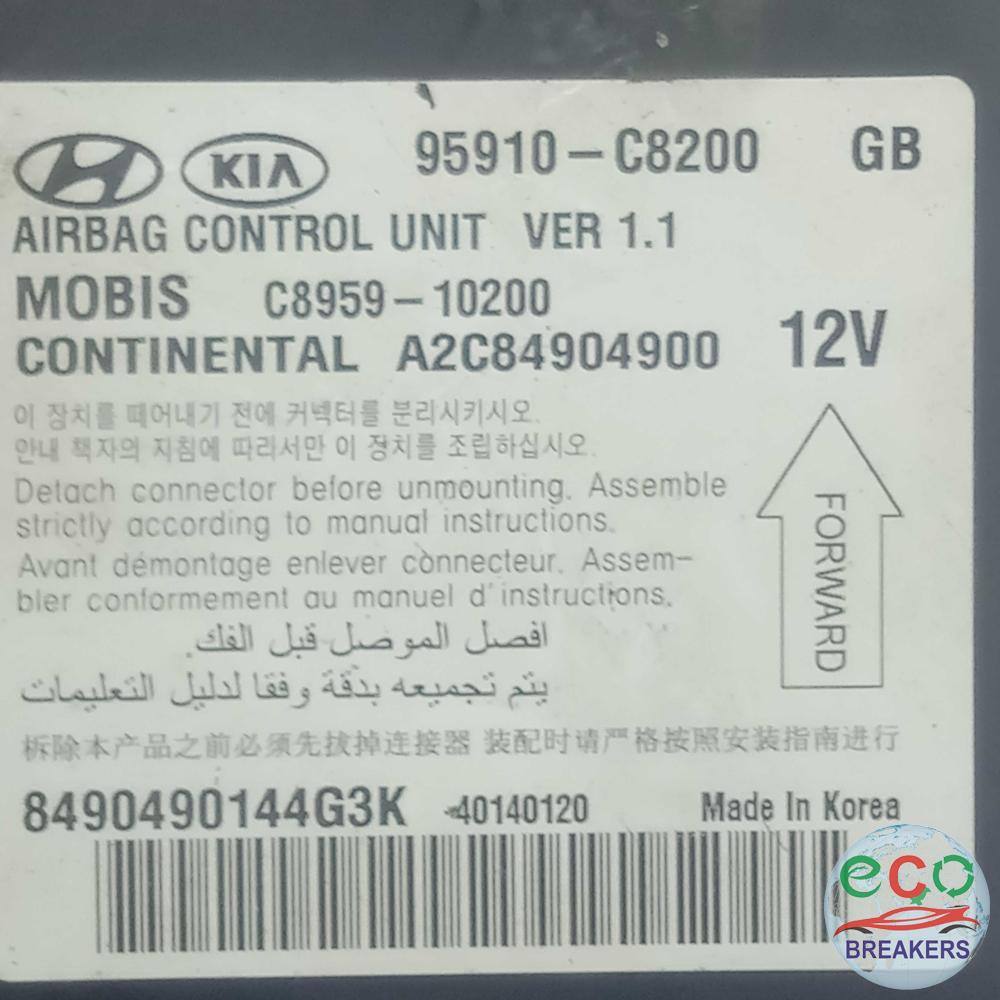 KIA 95910-C8200 GB
AIRBAG CONTROL UNIT VER 1.1
MOBIS C8959-10200
CONTINENTAL A2C84904900 12V
이 장치를 떼어내기 전에 커넥터를 분리시키시오.
안내 책자의 지침에 따라서만 이 장치를 조립하십시오.
Detach connector before unmounting. Assemble
strictly according to manual instructions.
Avant démontage enlever connecteur. Assem-
bler conformement au manuel d'instructions.
افصل الموصل قبل الفك.
يتم تجميعه بدقة وفقا لدليل التعليمات
FORWARD
拆除本产品之前必须先拔掉连接器 装配时请严格按照安装指南进行
8490490144G3K -40140120 Made In Korea
eco
BREAKERS